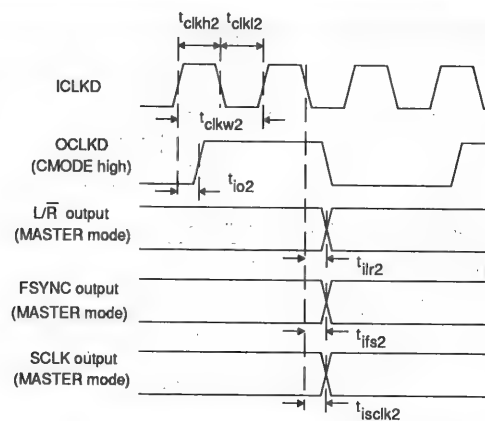 tclkh2 tclkl2
ICLKD
tclkw2
OCLKD
(CMODE high)
tio2
L/R̅ output
(MASTER mode)
tilr2
FSYNC output
(MASTER mode)
tifs2
SCLK output
(MASTER mode)
tisclk2